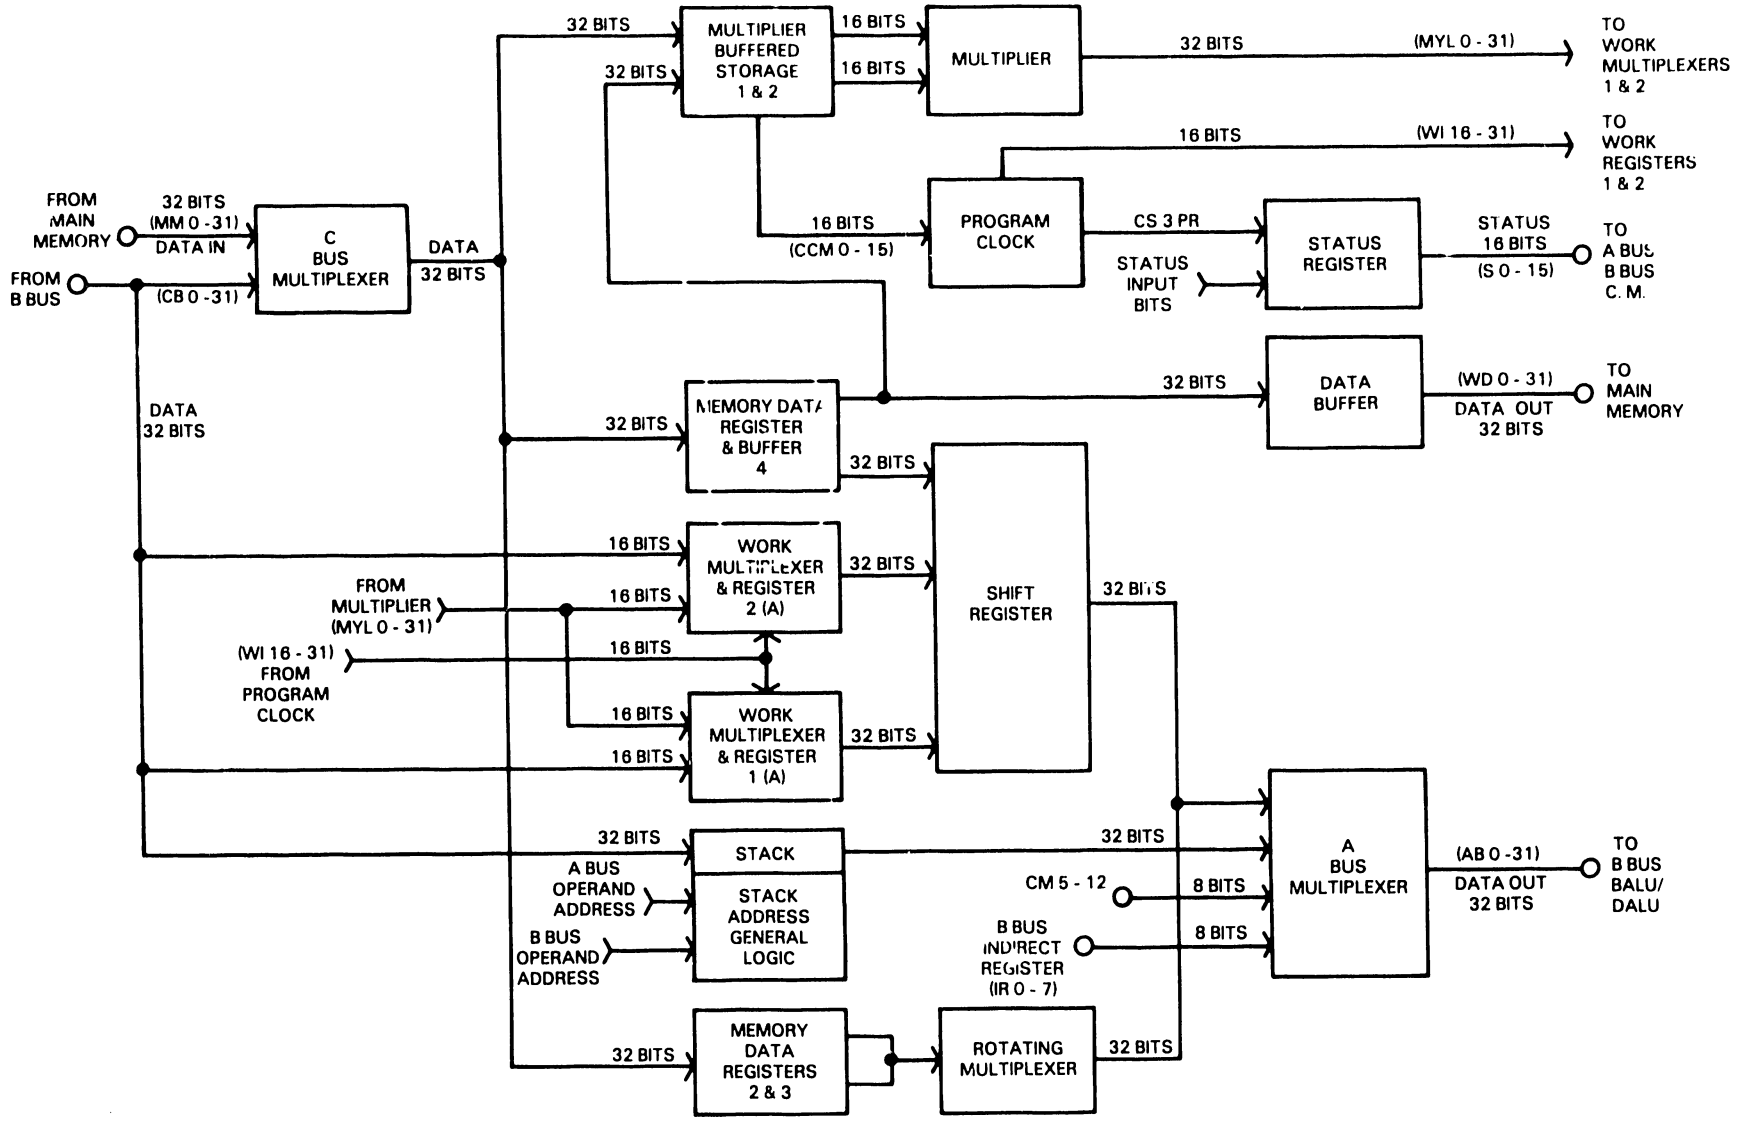 32 BITS
32 BITS
MULTIPLIER
BUFFERED
STORAGE
1 & 2
16 BITS
16 BITS
MULTIPLIER
32 BITS
(MYL 0 - 31)
TO
WORK
MULTIPLEXERS
1 & 2
16 BITS
(WI 16 - 31)
TO
WORK
REGISTERS
1 & 2
FROM
MAIN
MEMORY
32 BITS
(MM 0 - 31)
DATA IN
FROM
B BUS
(CB 0 - 31)
C
BUS
MULTIPLEXER
DATA
32 BITS
16 BITS
(CCM 0 - 15)
PROGRAM
CLOCK
CS 3 PR
STATUS
INPUT
BITS
STATUS
REGISTER
STATUS
16 BITS
(S 0 - 15)
TO
A BUS
B BUS
C. M.
DATA
32 BITS
32 BITS
MEMORY DATA
REGISTER
& BUFFER
4
32 BITS
32 BITS
DATA
BUFFER
(WD 0 - 31)
DATA OUT
32 BITS
TO
MAIN
MEMORY
16 BITS
WORK
MULTIPLEXER
& REGISTER
2 (A)
32 BITS
FROM
MULTIPLIER
(MYL 0 - 31)
16 BITS
(WI 16 - 31)
FROM
PROGRAM
CLOCK
16 BITS
16 BITS
16 BITS
WORK
MULTIPLEXER
& REGISTER
1 (A)
32 BITS
SHIFT
REGISTER
32 BITS
32 BITS
STACK
32 BITS
A BUS
OPERAND
ADDRESS
B BUS
OPERAND
ADDRESS
STACK
ADDRESS
GENERAL
LOGIC
CM 5 - 12
8 BITS
B BUS
INDIRECT
REGISTER
(IR 0 - 7)
8 BITS
A
BUS
MULTIPLEXER
(AB 0 - 31)
DATA OUT
32 BITS
TO
B BUS
BALU/
DALU
32 BITS
MEMORY
DATA
REGISTERS
2 & 3
ROTATING
MULTIPLEXER
32 BITS